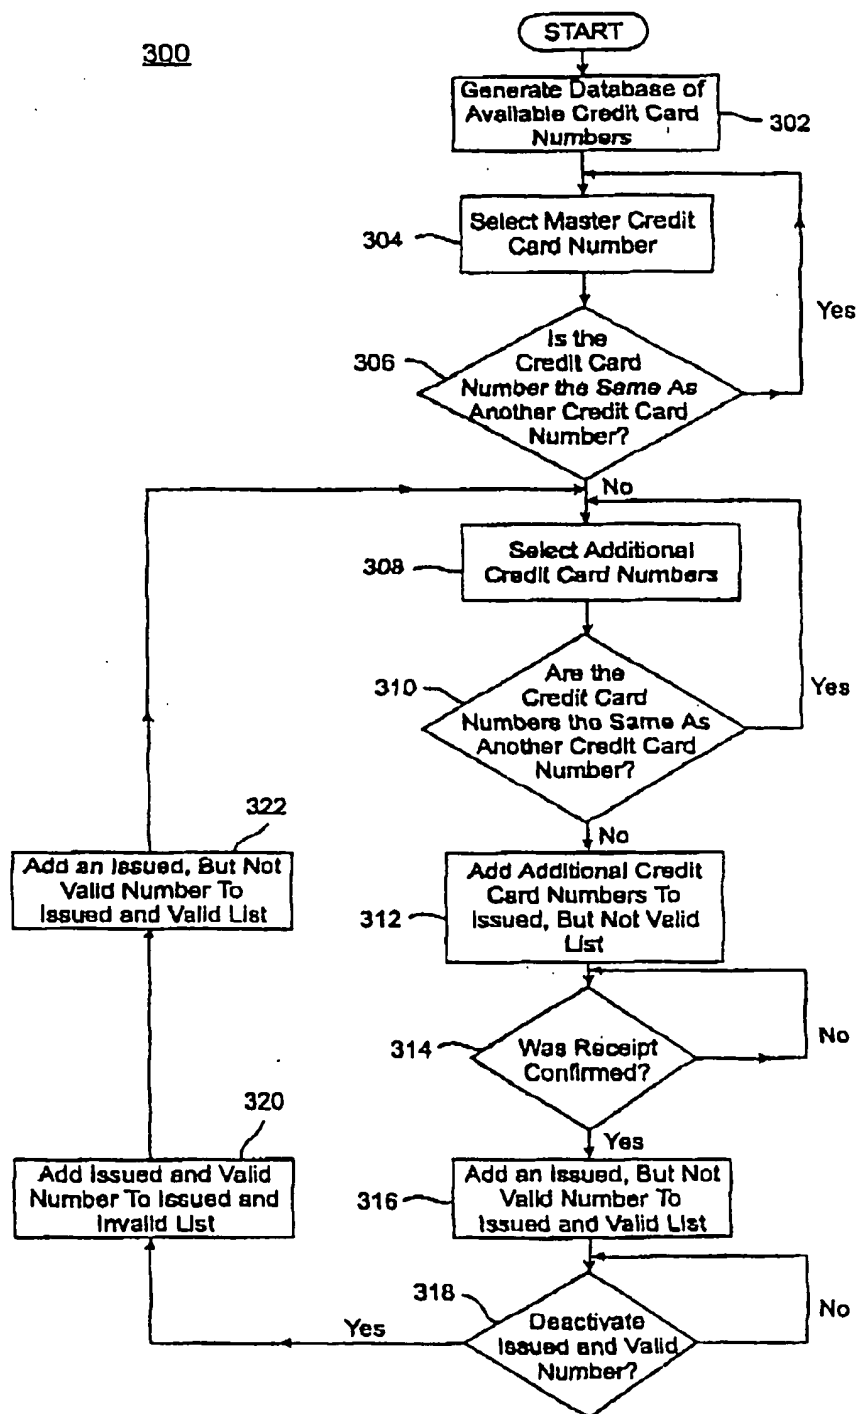 300
START
Generate Database of
Available Credit Card
Numbers
302
304
Select Master Credit
Card Number
Yes
306
Is the
Credit Card
Number the Same As
Another Credit Card
Number?
No
308
Select Additional
Credit Card Numbers
310
Are the
Credit Card
Numbers the Same As
Another Credit Card
Number?
Yes
No
322
Add an Issued, But Not
Valid Number To
Issued and Valid List
312
Add Additional Credit
Card Numbers To
Issued, But Not Valid
List
314
Was Receipt
Confirmed?
No
Yes
320
Add Issued and Valid
Number To Issued and
Invalid List
316
Add an Issued, But Not
Valid Number To
Issued and Valid List
318
Deactivate
Issued and Valid
Number?
No
Yes